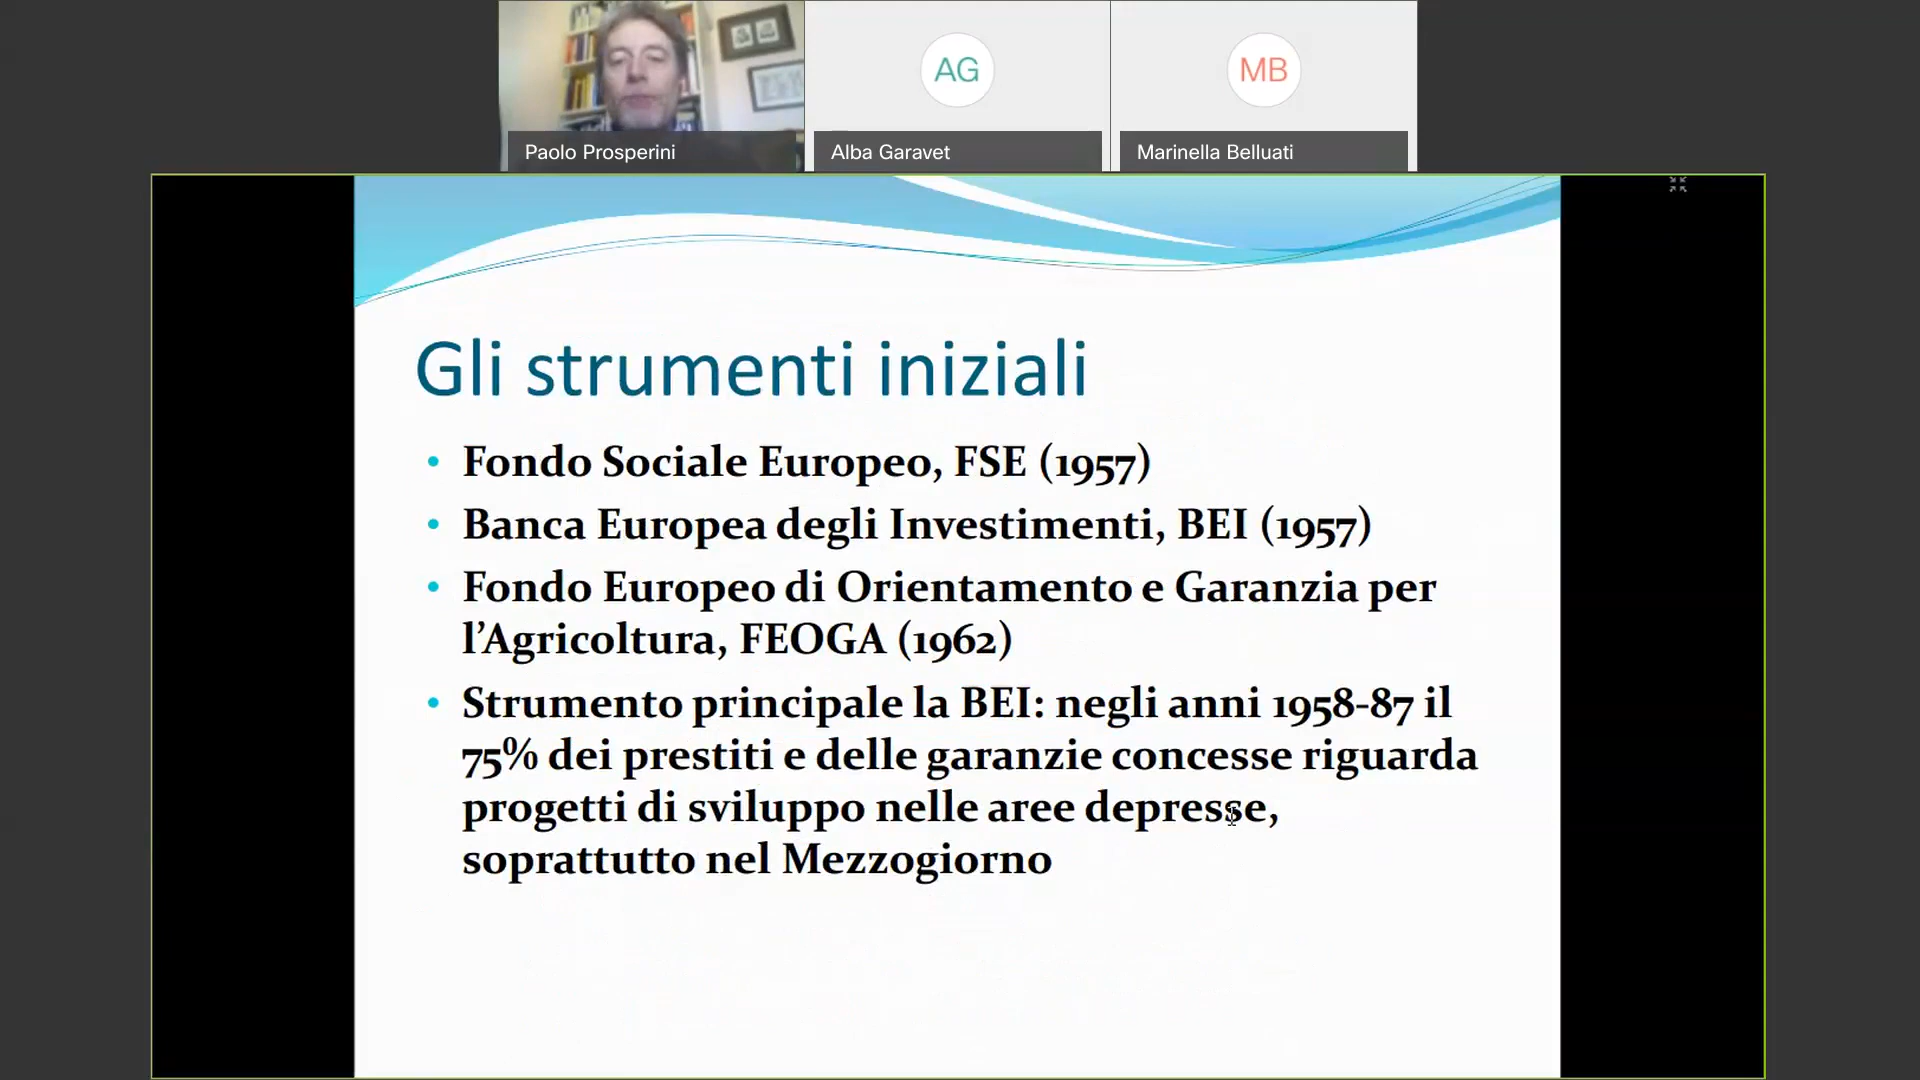 AG
MB
Paolo Prosperini
Alba Garavet
Marinella Belluati
Gli strumenti iniziali
• Fondo Sociale Europeo, FSE (1957)
• Banca Europea degli Investimenti, BEI (1957)
• Fondo Europeo di Orientamento e Garanzia per
l’Agricoltura, FEOGA (1962)
• Strumento principale la BEI: negli anni 1958-87 il
75% dei prestiti e delle garanzie concesse riguarda
progetti di sviluppo nelle aree depresse,
soprattutto nel Mezzogiorno